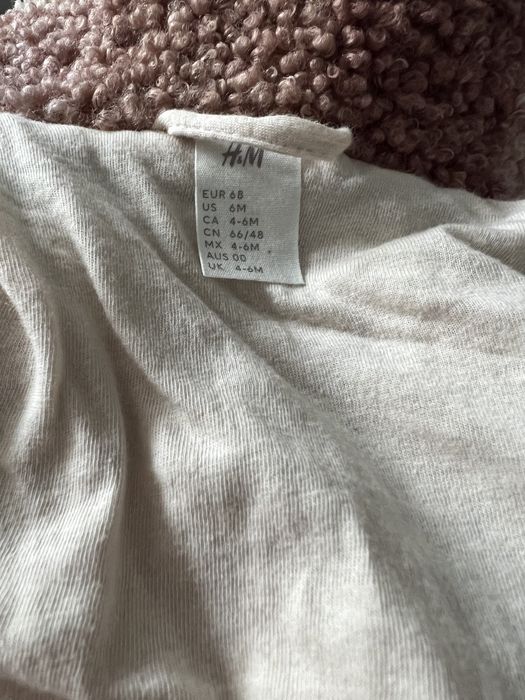 H&M
EUR 68
US 6M
CA 4-6M
CN 66/48
MX 4-6M
AUS 00
UK 4-6M